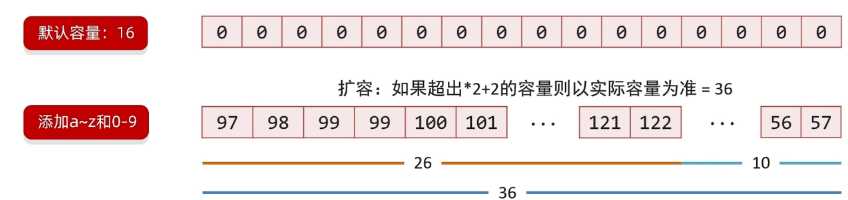 默认容量：16 0 0 0 0 0 0 0 0 0 0 0 0 0 0 0 0
扩容：如果超出*2+2的容量则以实际容量为准 = 36
添加a~z和0-9 97 98 99 99 100 101 ··· 121 122 ··· 56 57
26 10
36